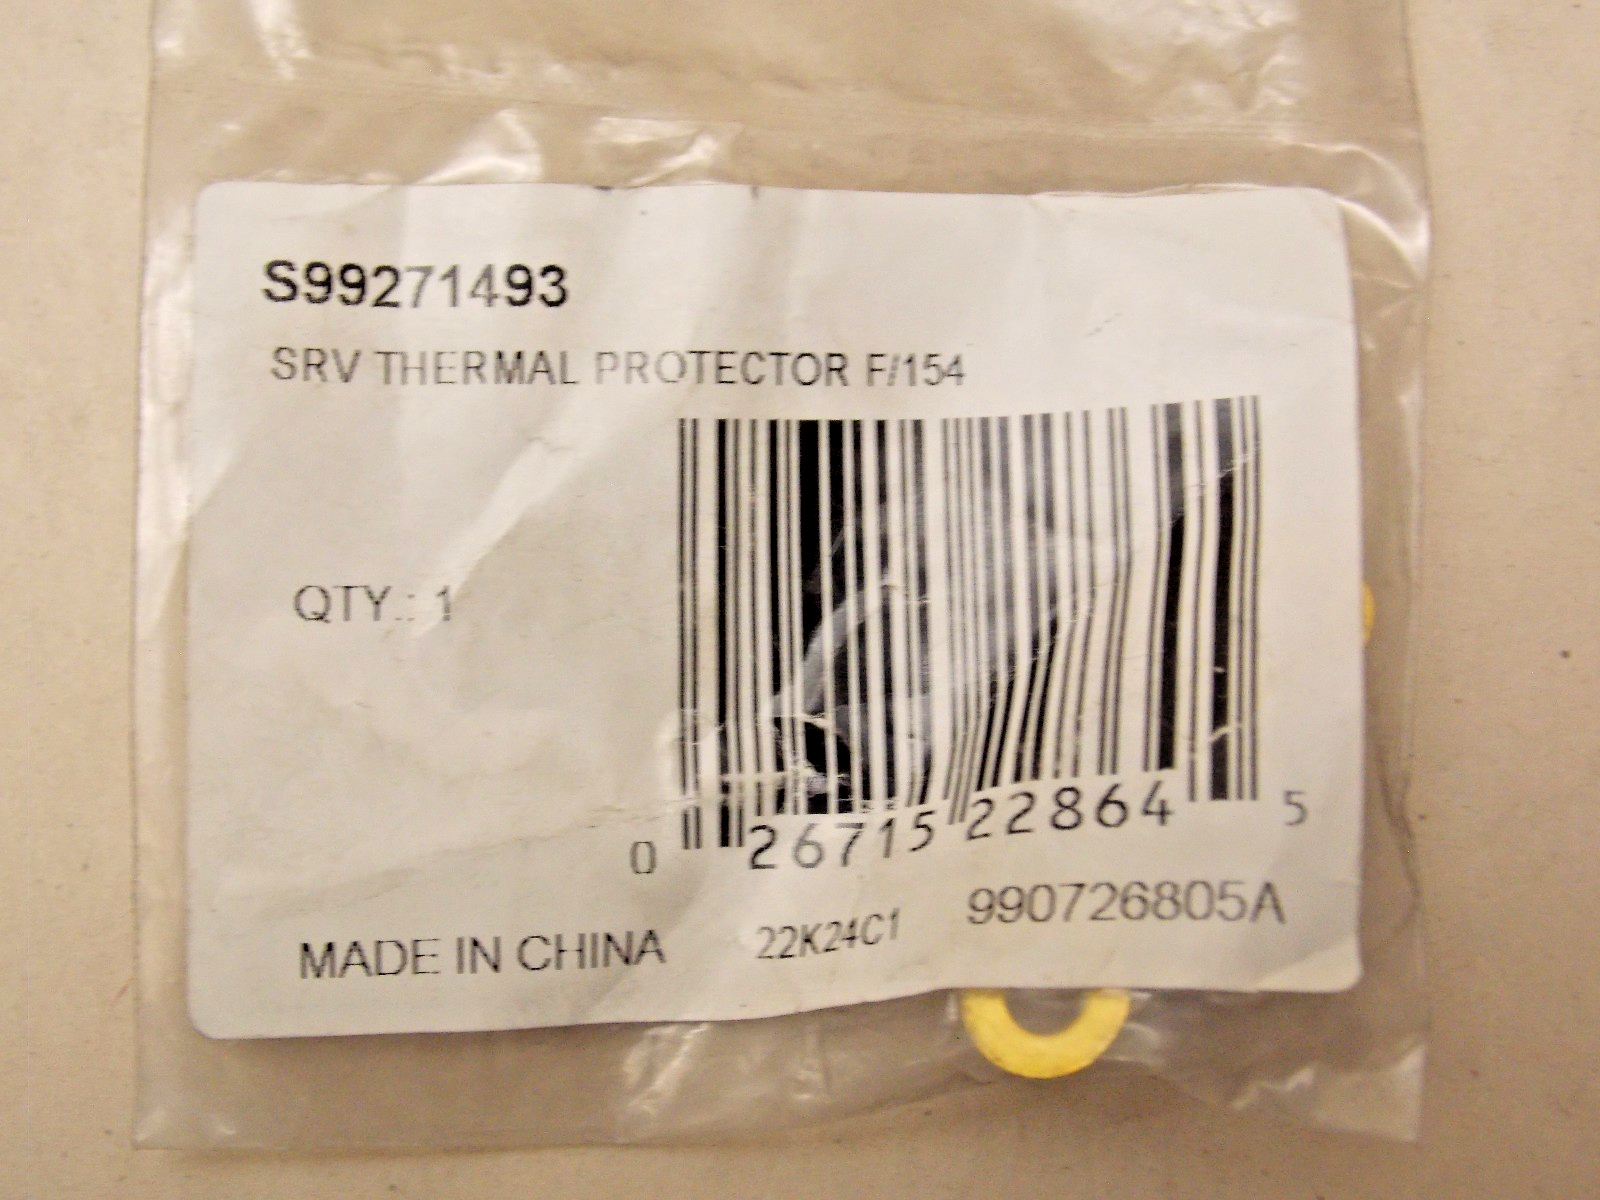 S99271493
SRV THERMAL PROTECTOR F/154
QTY.: 1
0 26715 22864 5
MADE IN CHINA 22K24C1 990726805A